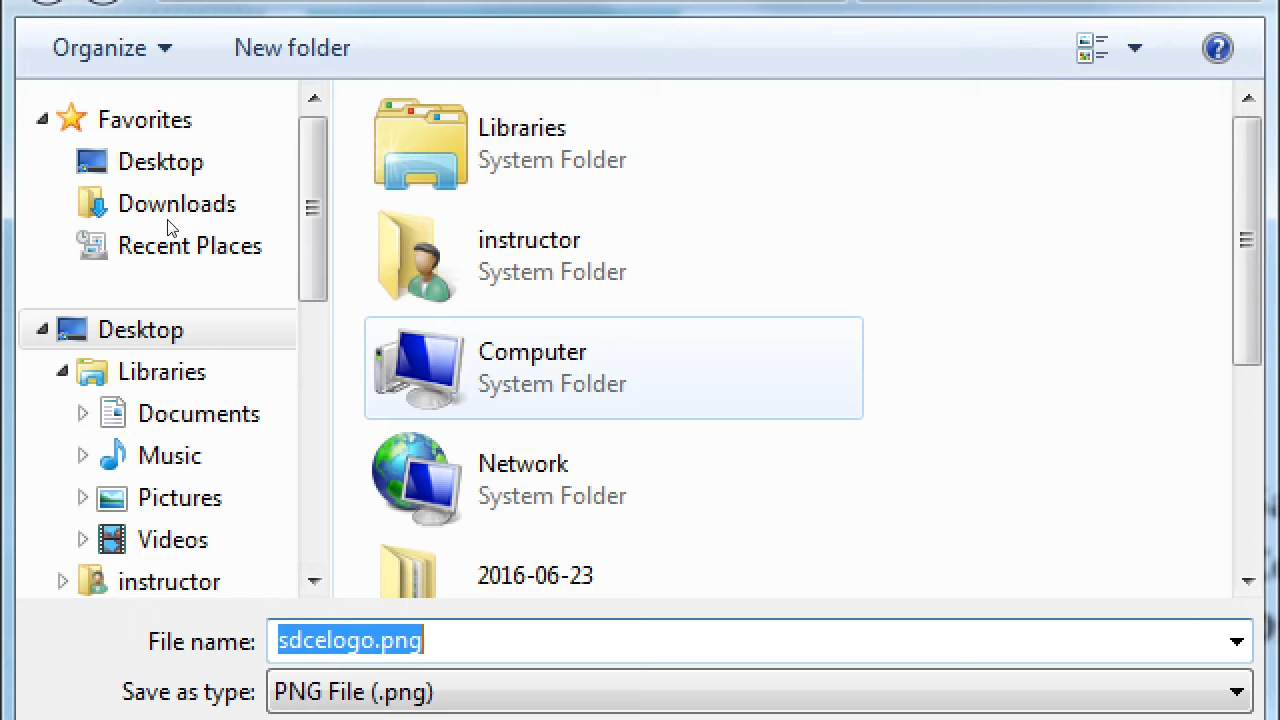 Organize
New folder
Favorites
Desktop
Downloads
Recent Places
Desktop
Libraries
Documents
Music
Pictures
Videos
instructor
Libraries
System Folder
instructor
System Folder
Computer
System Folder
Network
System Folder
2016-06-23
File name: sdcelogo.png
Save as type: PNG File (.png)